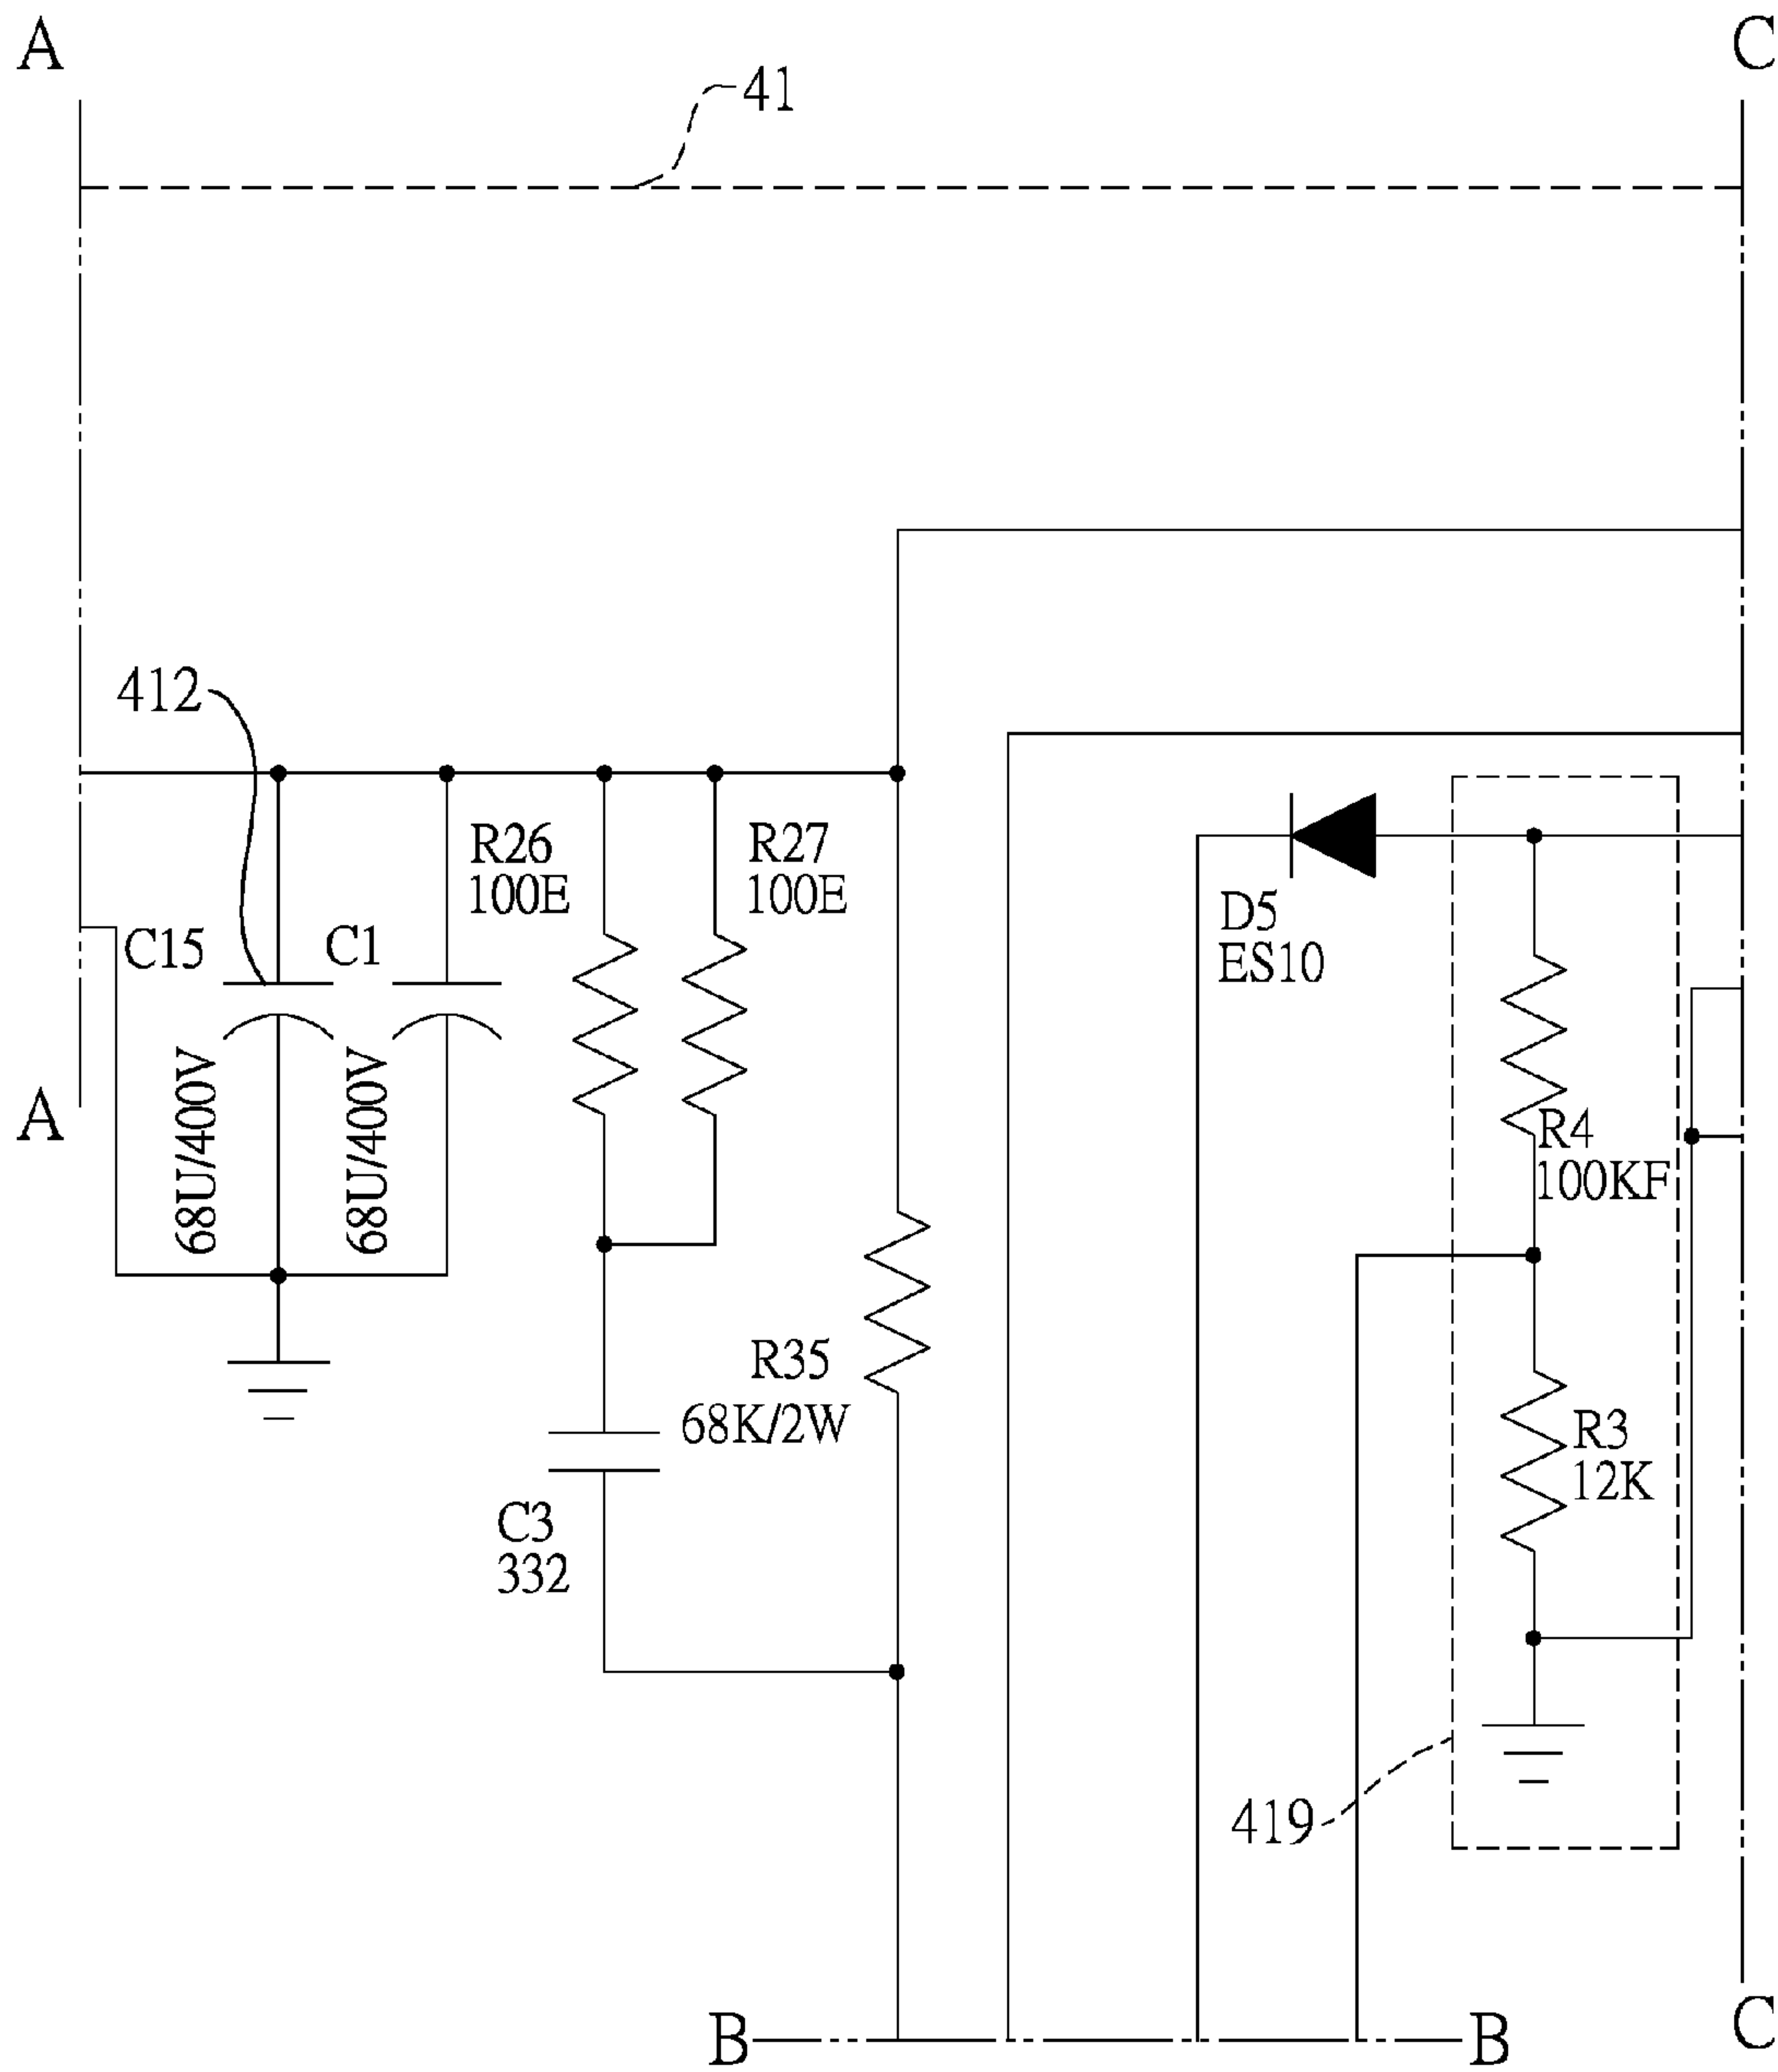 A
C
41
412
R26
100E
R27
100E
C15
C1
D5
ES10
68U/400V
68U/400V
A
R4
100KF
R35
68K/2W
R3
12K
C3
332
419
B
B
C